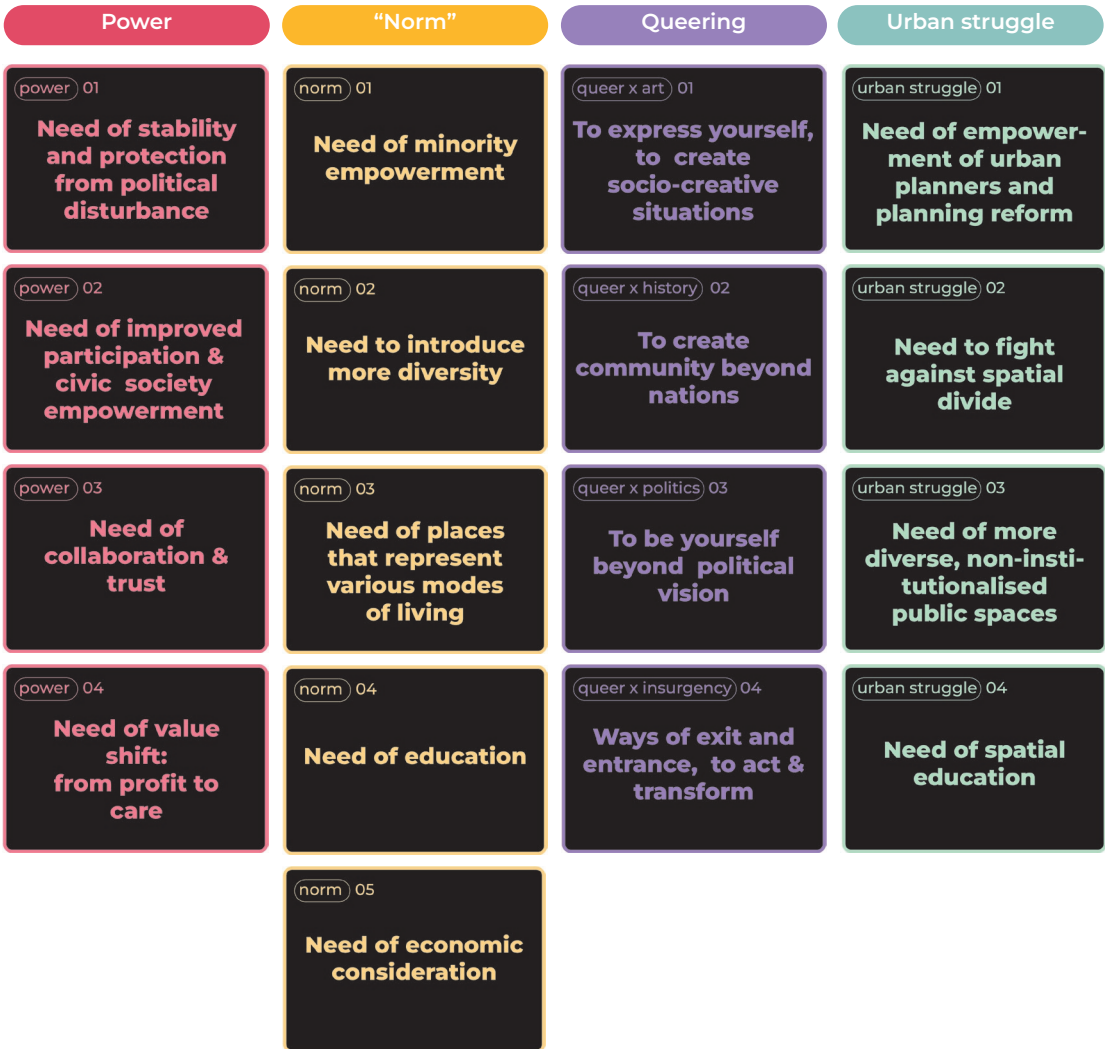 Power
power 01
Need of stability
and protection
from political
disturbance
power 02
Need of improved
participation &
civic society
empowerment
power 03
Need of
collaboration &
trust
power 04
Need of value
shift:
from profit to
care
“Norm”
norm 01
Need of minority
empowerment
norm 02
Need to introduce
more diversity
norm 03
Need of places
that represent
various modes
of living
norm 04
Need of education
norm 05
Need of economic
consideration
Queering
queer x art 01
To express yourself,
to create
socio-creative
situations
queer x history 02
To create
community beyond
nations
queer x politics 03
To be yourself
beyond political
vision
queer x insurgency 04
Ways of exit and
entrance, to act &
transform
Urban struggle
urban struggle 01
Need of empower-
ment of urban
planners and
planning reform
urban struggle 02
Need to fight
against spatial
divide
urban struggle 03
Need of more
diverse, non-insti-
tutionalised
public spaces
urban struggle 04
Need of spatial
education